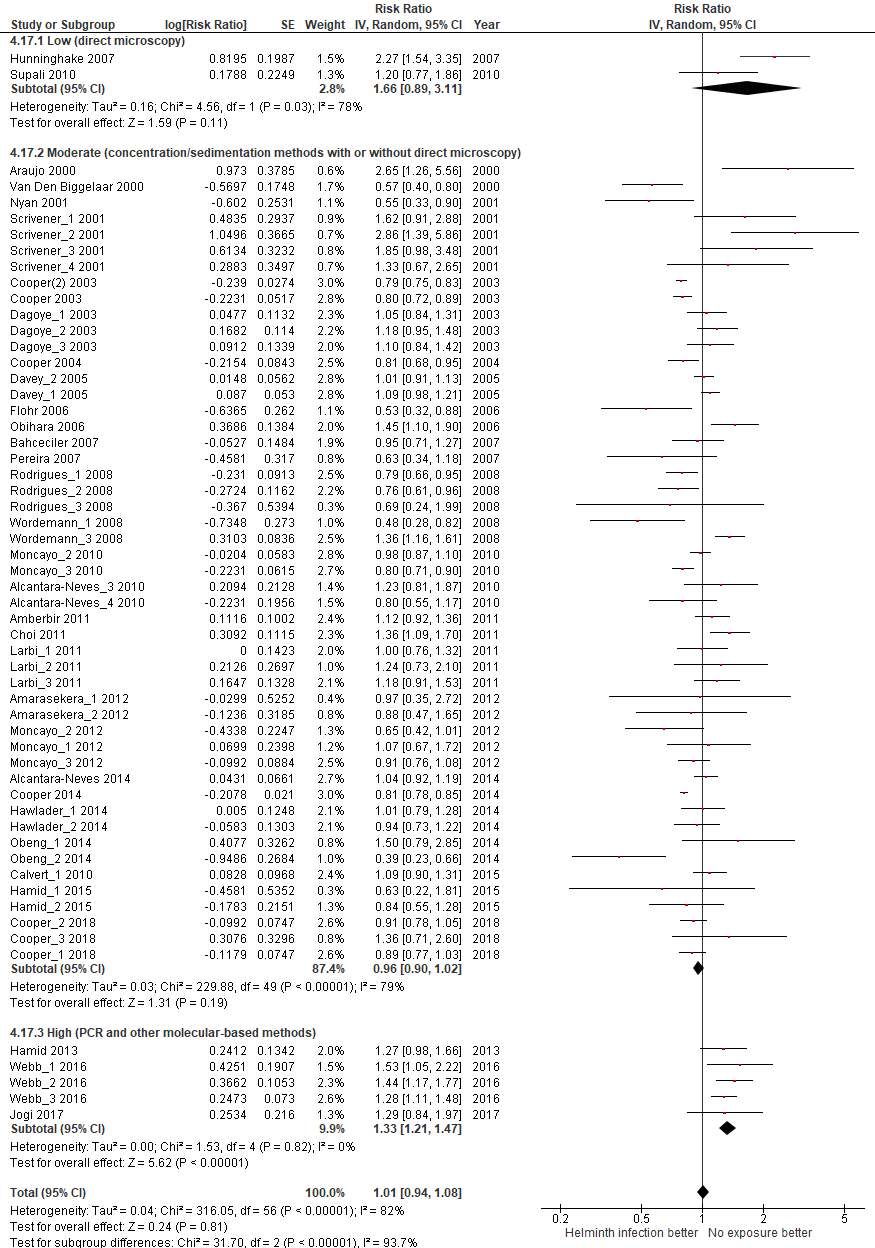 Risk Ratio Risk Ratio
Study or Subgroup log[Risk Ratio] SE Weight IV, Random, 95% CI Year IV, Random, 95% CI
4.17.1 Low (direct microscopy)
Hunninghake 2007 0.8195 0.1987 1.5% 2.27 [1.54, 3.35] 2007
Supali 2010 0.1788 0.2249 1.3% 1.20 [0.77, 1.86] 2010
Subtotal (95% CI) 2.8% 1.66 [0.89, 3.11]
Heterogeneity: Tau² = 0.16; Chi² = 4.56, df = 1 (P = 0.03); I² = 78%
Test for overall effect: Z = 1.59 (P = 0.11)
4.17.2 Moderate (concentration/sedimentation methods with or without direct microscopy)
Araujo 2000 0.973 0.3785 0.6% 2.65 [1.26, 5.56] 2000
Van Den Biggelaar 2000 -0.5697 0.1748 1.7% 0.57 [0.40, 0.80] 2000
Nyan 2001 -0.602 0.2531 1.1% 0.55 [0.33, 0.90] 2001
Scrivener_1 2001 0.4835 0.2937 0.9% 1.62 [0.91, 2.88] 2001
Scrivener_2 2001 1.0496 0.3665 0.7% 2.86 [1.39, 5.86] 2001
Scrivener_3 2001 0.6134 0.3232 0.8% 1.85 [0.98, 3.48] 2001
Scrivener_4 2001 0.2883 0.3497 0.7% 1.33 [0.67, 2.65] 2001
Cooper(2) 2003 -0.239 0.0274 3.0% 0.79 [0.75, 0.83] 2003
Cooper 2003 -0.2231 0.0517 2.8% 0.80 [0.72, 0.89] 2003
Dagoye_1 2003 0.0477 0.1132 2.3% 1.05 [0.84, 1.31] 2003
Dagoye_2 2003 0.1682 0.114 2.2% 1.18 [0.95, 1.48] 2003
Dagoye_3 2003 0.0912 0.1339 2.1% 1.10 [0.84, 1.42] 2003
Cooper 2004 -0.2154 0.0843 2.5% 0.81 [0.68, 0.95] 2004
Davey_2 2005 0.0148 0.0562 2.8% 1.01 [0.91, 1.13] 2005
Davey_1 2005 0.087 0.053 2.8% 1.09 [0.98, 1.21] 2005
Flohr 2006 -0.6365 0.262 1.1% 0.53 [0.32, 0.88] 2006
Obihara 2006 0.3686 0.1384 2.0% 1.45 [1.10, 1.90] 2006
Bahceciler 2007 -0.0527 0.1484 1.9% 0.95 [0.71, 1.27] 2007
Pereira 2007 -0.4581 0.317 0.8% 0.63 [0.34, 1.18] 2007
Rodrigues_1 2008 -0.231 0.0913 2.5% 0.79 [0.66, 0.95] 2008
Rodrigues_2 2008 -0.2724 0.1162 2.2% 0.76 [0.61, 0.96] 2008
Rodrigues_3 2008 -0.367 0.5394 0.3% 0.69 [0.24, 1.99] 2008
Wordemann_1 2008 -0.7348 0.273 1.0% 0.48 [0.28, 0.82] 2008
Wordemann_3 2008 0.3103 0.0836 2.5% 1.36 [1.16, 1.61] 2008
Moncayo_2 2010 -0.0204 0.0583 2.8% 0.98 [0.87, 1.10] 2010
Moncayo_3 2010 -0.2231 0.0615 2.7% 0.80 [0.71, 0.90] 2010
Alcantara-Neves_3 2010 0.2094 0.2128 1.4% 1.23 [0.81, 1.87] 2010
Alcantara-Neves_4 2010 -0.2231 0.1956 1.5% 0.80 [0.55, 1.17] 2010
Amberbir 2011 0.1116 0.1002 2.4% 1.12 [0.92, 1.36] 2011
Choi 2011 0.3092 0.1115 2.3% 1.36 [1.09, 1.70] 2011
Larbi_1 2011 0 0.1423 2.0% 1.00 [0.76, 1.32] 2011
Larbi_2 2011 0.2126 0.2697 1.0% 1.24 [0.73, 2.10] 2011
Larbi_3 2011 0.1647 0.1328 2.1% 1.18 [0.91, 1.53] 2011
Amarasekera_1 2012 -0.0299 0.5252 0.4% 0.97 [0.35, 2.72] 2012
Amarasekera_2 2012 -0.1236 0.3185 0.8% 0.88 [0.47, 1.65] 2012
Moncayo_2 2012 -0.4338 0.2247 1.3% 0.65 [0.42, 1.01] 2012
Moncayo_1 2012 0.0699 0.2398 1.2% 1.07 [0.67, 1.72] 2012
Moncayo_3 2012 -0.0992 0.0884 2.5% 0.91 [0.76, 1.08] 2012
Alcantara-Neves 2014 0.0431 0.0661 2.7% 1.04 [0.92, 1.19] 2014
Cooper 2014 -0.2078 0.021 3.0% 0.81 [0.78, 0.85] 2014
Hawlader_1 2014 0.005 0.1248 2.1% 1.01 [0.79, 1.28] 2014
Hawlader_2 2014 -0.0583 0.1303 2.1% 0.94 [0.73, 1.22] 2014
Obeng_1 2014 0.4077 0.3262 0.8% 1.50 [0.79, 2.85] 2014
Obeng_2 2014 -0.9486 0.2684 1.0% 0.39 [0.23, 0.66] 2014
Calvert_1 2010 0.0828 0.0968 2.4% 1.09 [0.90, 1.31] 2015
Hamid_1 2015 -0.4581 0.5352 0.3% 0.63 [0.22, 1.81] 2015
Hamid_2 2015 -0.1783 0.2151 1.4% 0.84 [0.55, 1.28] 2015
Cooper_2 2018 -0.0992 0.0747 2.6% 0.91 [0.78, 1.05] 2018
Cooper_3 2018 0.3076 0.3296 0.8% 1.36 [0.71, 2.60] 2018
Cooper_1 2018 -0.1179 0.0747 2.6% 0.89 [0.77, 1.03] 2018
Subtotal (95% CI) 87.4% 0.96 [0.90, 1.02]
Heterogeneity: Tau² = 0.03; Chi² = 229.88, df = 49 (P < 0.00001); I² = 79%
Test for overall effect: Z = 1.31 (P = 0.19)
4.17.3 High (PCR and other molecular-based methods)
Hamid 2013 0.2412 0.1342 2.0% 1.27 [0.98, 1.66] 2013
Webb_1 2016 0.4251 0.1907 1.5% 1.53 [1.05, 2.22] 2016
Webb_2 2016 0.3662 0.1053 2.3% 1.44 [1.17, 1.77] 2016
Webb_3 2016 0.2473 0.073 2.6% 1.28 [1.11, 1.48] 2016
Jogi 2017 0.2534 0.216 1.3% 1.29 [0.84, 1.97] 2017
Subtotal (95% CI) 9.9% 1.33 [1.21, 1.47]
Heterogeneity: Tau² = 0.00; Chi² = 1.53, df = 4 (P = 0.82); I² = 0%
Test for overall effect: Z = 5.62 (P < 0.00001)
Total (95% CI) 100.0% 1.01 [0.94, 1.08]
Heterogeneity: Tau² = 0.04; Chi² = 316.05, df = 56 (P < 0.00001); I² = 82%
Test for overall effect: Z = 0.24 (P = 0.81)
Test for subgroup differences: Chi² = 31.70, df = 2 (P < 0.00001), I² = 93.7%
0.2 0.5 1 2 5
Helminth infection better No exposure better